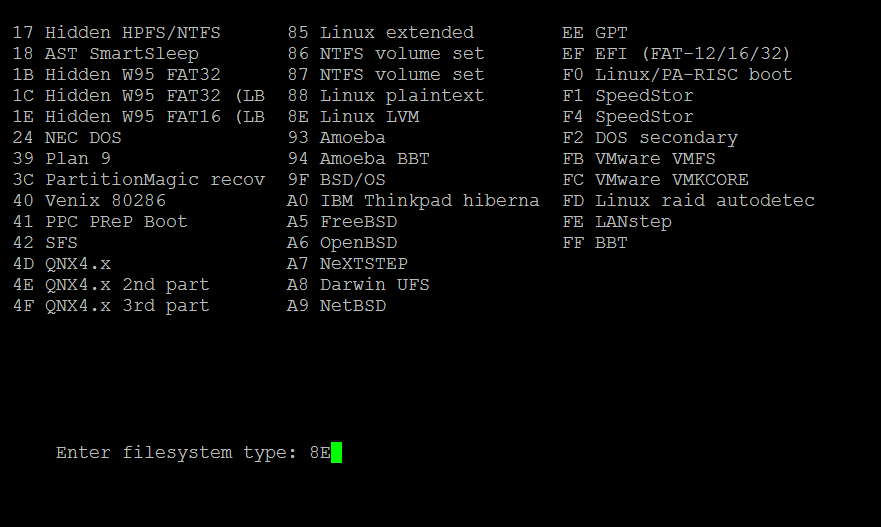 17 Hidden HPFS/NTFS 85 Linux extended EE GPT
18 AST SmartSleep 86 NTFS volume set EF EFI (FAT-12/16/32)
1B Hidden W95 FAT32 87 NTFS volume set F0 Linux/PA-RISC boot
1C Hidden W95 FAT32 (LB 88 Linux plaintext F1 SpeedStor
1E Hidden W95 FAT16 (LB 8E Linux LVM F4 SpeedStor
24 NEC DOS 93 Amoeba F2 DOS secondary
39 Plan 9 94 Amoeba BBT FB VMware VMFS
3C PartitionMagic recov 9F BSD/OS FC VMware VMKCORE
40 Venix 80286 A0 IBM Thinkpad hiberna FD Linux raid autodetec
41 PPC PReP Boot A5 FreeBSD FE LANstep
42 SFS A6 OpenBSD FF BBT
4D QNX4.x A7 NeXTSTEP
4E QNX4.x 2nd part A8 Darwin UFS
4F QNX4.x 3rd part A9 NetBSD
Enter filesystem type: 8E